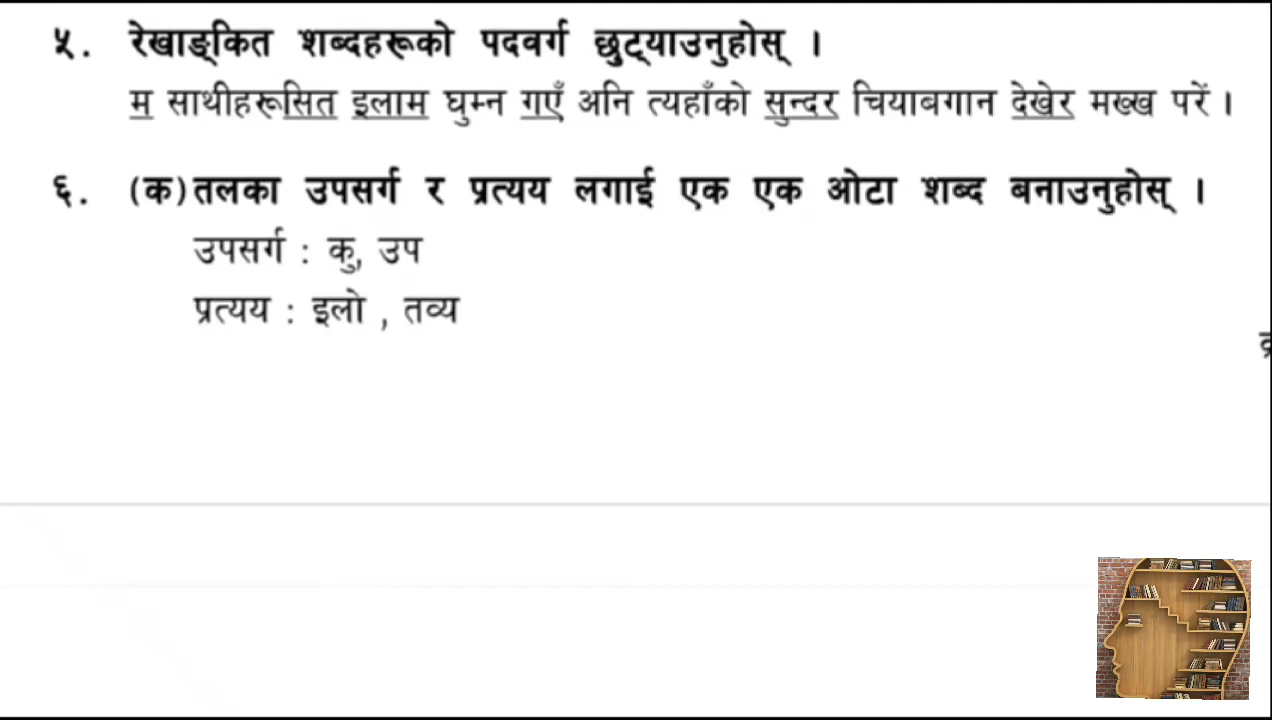 ५. रेखाङ्कित शब्दहरूको पदवर्ग छुट्याउनुहोस् ।
म साथीहरूसित इलाम घुम्न गएँ अनि त्यहाँको सुन्दर चियाबगान देखेर मख्ख परें ।
६. (क) तलका उपसर्ग र प्रत्यय लगाई एक एक ओटा शब्द बनाउनुहोस् ।
उपसर्ग : कु, उप
प्रत्यय : इलो , तव्य